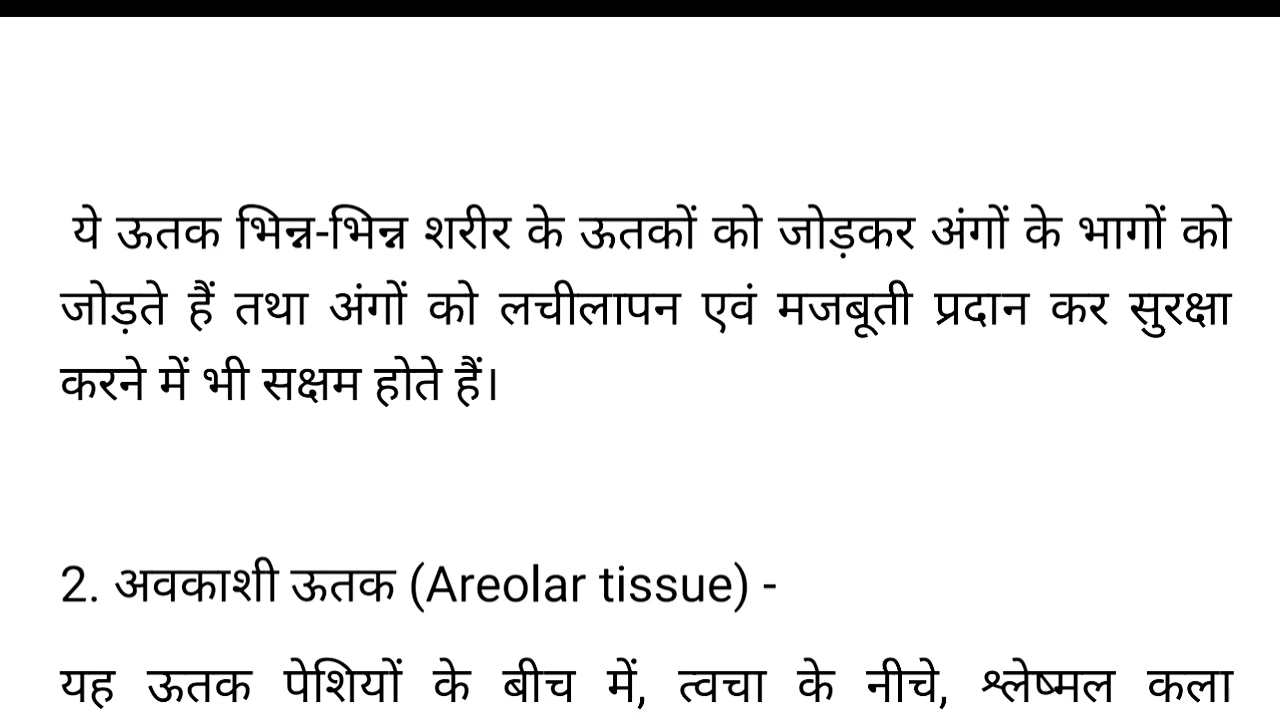 ये ऊतक भिन्न-भिन्न शरीर के ऊतकों को जोड़कर अंगों के भागों को
जोड़ते हैं तथा अंगों को लचीलापन एवं मजबूती प्रदान कर सुरक्षा
करने में भी सक्षम होते हैं।
2. अवकाशी ऊतक (Areolar tissue) -
यह ऊतक पेशियों के बीच में, त्वचा के नीचे, श्लेष्मल कला